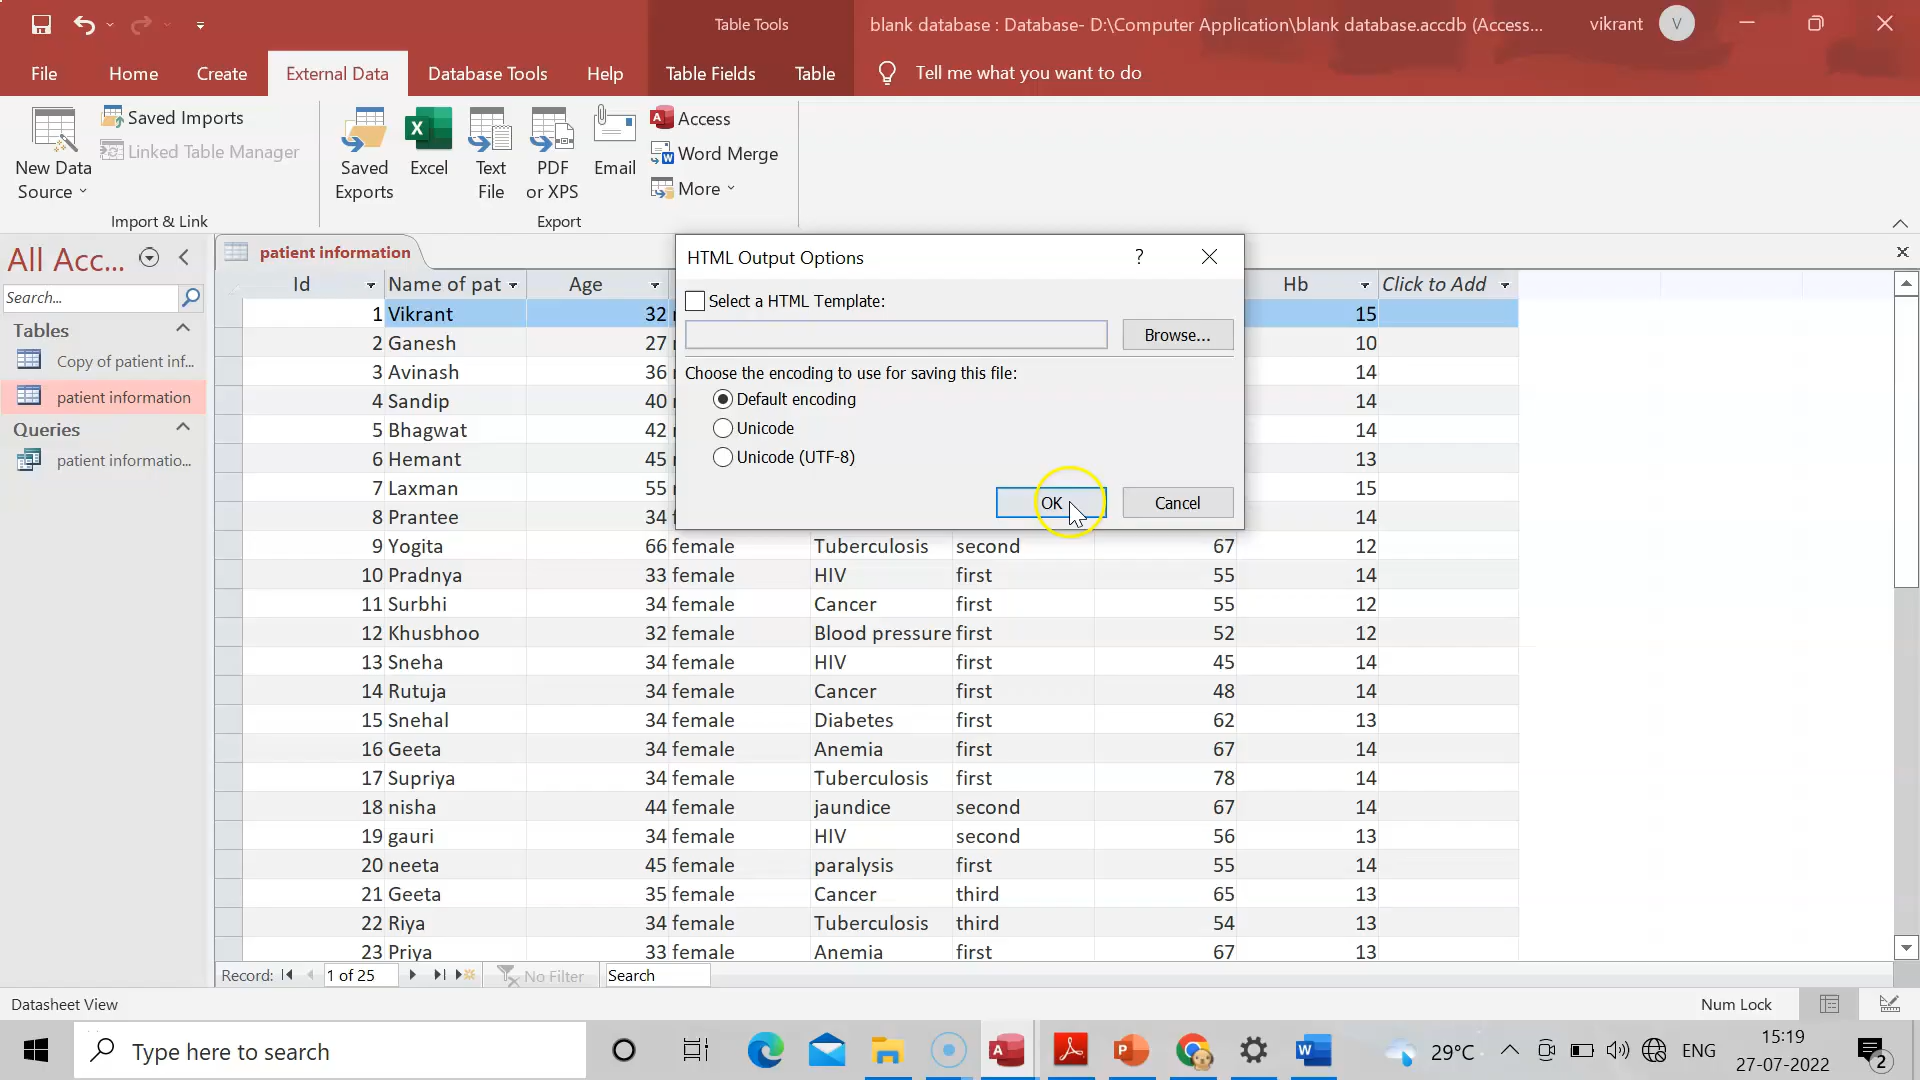 Table Tools
blank database : Database- D:\Computer Application\blank database.accdb (Access...
vikrant
V
File
Home
Create
External Data
Database Tools
Help
Table Fields
Table
Tell me what you want to do
New Data Source
Saved Imports
Linked Table Manager
Import & Link
Saved Exports
Excel
Text File
PDF or XPS
Email
Access
Word Merge
More
Export
All Acc...
Search...
Tables
Copy of patient inf...
patient information
Queries
patient informatio...
patient information
Id Name of pat Age Hb Click to Add
1 Vikrant 32 15
2 Ganesh 27 10
3 Avinash 36 14
4 Sandip 40 14
5 Bhagwat 42 14
6 Hemant 45 13
7 Laxman 55 15
8 Prantee 34 14
9 Yogita 66 female Tuberculosis second 67 12
10 Pradnya 33 female HIV first 55 14
11 Surbhi 34 female Cancer first 55 12
12 Khusbhoo 32 female Blood pressure first 52 12
13 Sneha 34 female HIV first 45 14
14 Rutuja 34 female Cancer first 48 14
15 Snehal 34 female Diabetes first 62 13
16 Geeta 34 female Anemia first 67 14
17 Supriya 34 female Tuberculosis first 78 14
18 nisha 44 female jaundice second 67 14
19 gauri 34 female HIV second 56 13
20 neeta 45 female paralysis first 55 14
21 Geeta 35 female Cancer third 65 13
22 Riya 34 female Tuberculosis third 54 13
23 Priya 33 female Anemia first 67 13
HTML Output Options
?
Select a HTML Template:
Browse...
Choose the encoding to use for saving this file:
Default encoding
Unicode
Unicode (UTF-8)
OK
Cancel
Record: 1 of 25 No Filter Search
Datasheet View
Num Lock
Type here to search
29°C
ENG
15:19
27-07-2022
2